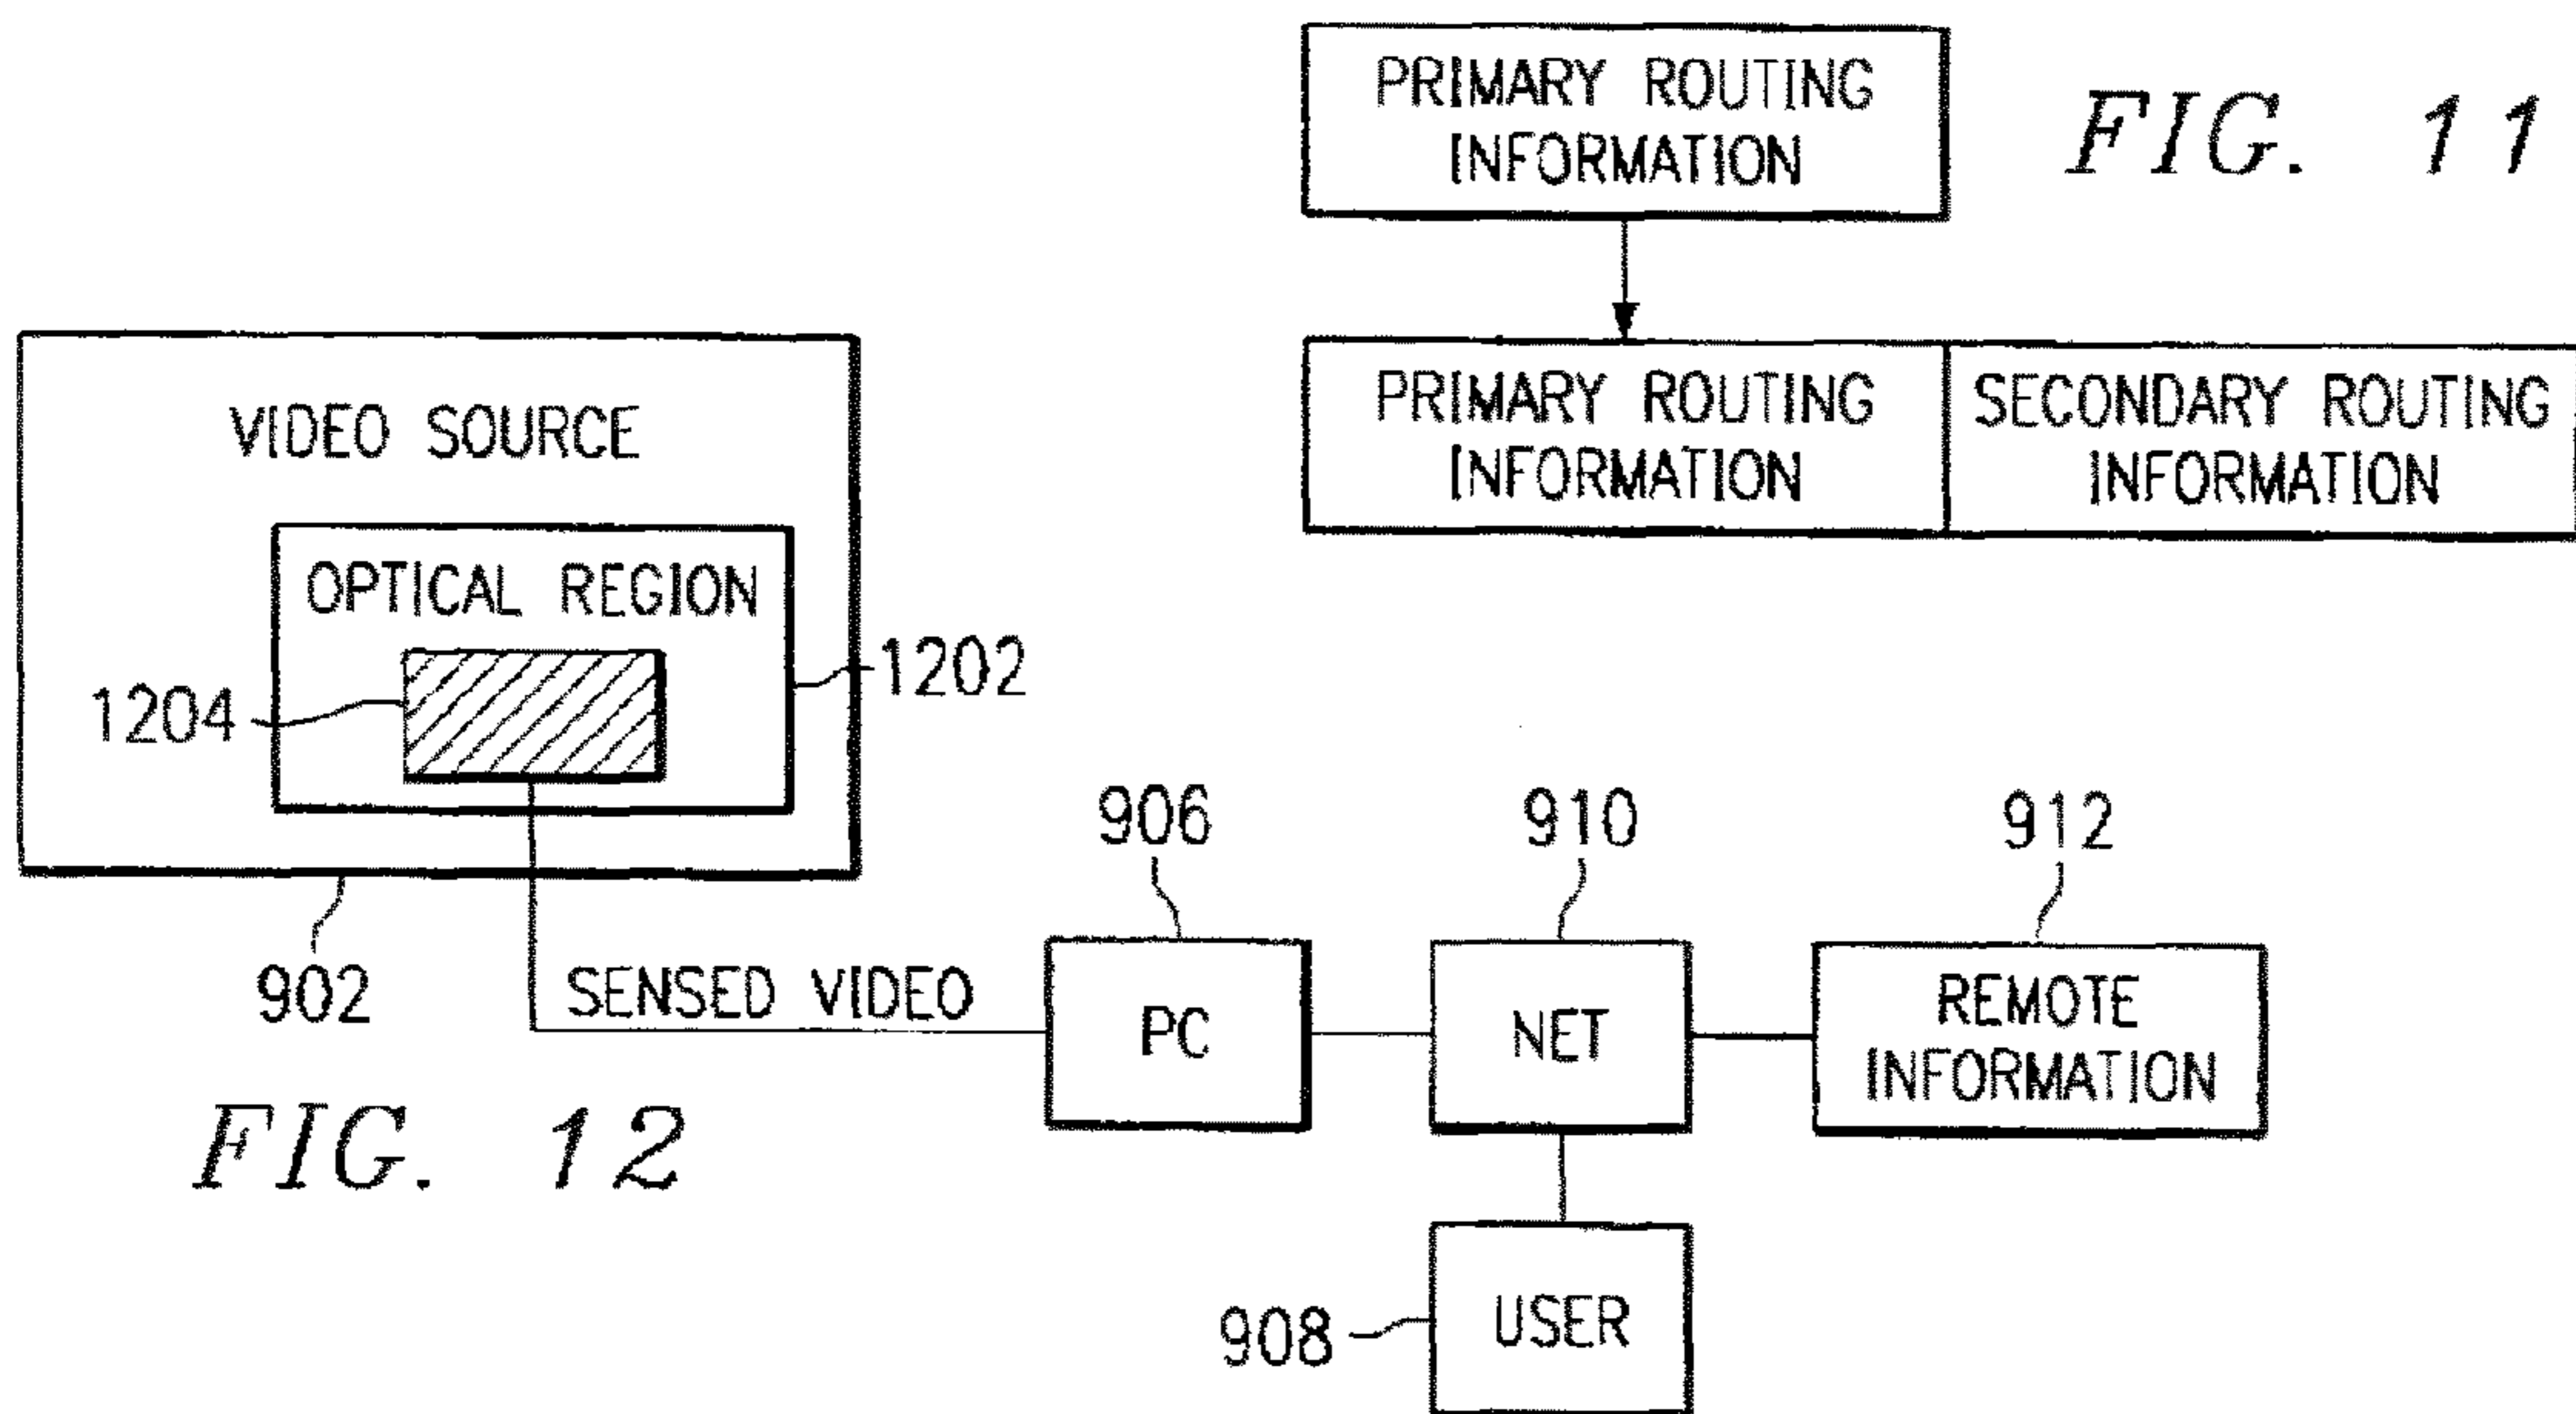 PRIMARY ROUTING
INFORMATION
FIG. 11
PRIMARY ROUTING
INFORMATION
SECONDARY ROUTING
INFORMATION
VIDEO SOURCE
OPTICAL REGION
1202
1204
902
SENSED VIDEO
906
PC
910
NET
912
REMOTE
INFORMATION
908
USER
FIG. 12